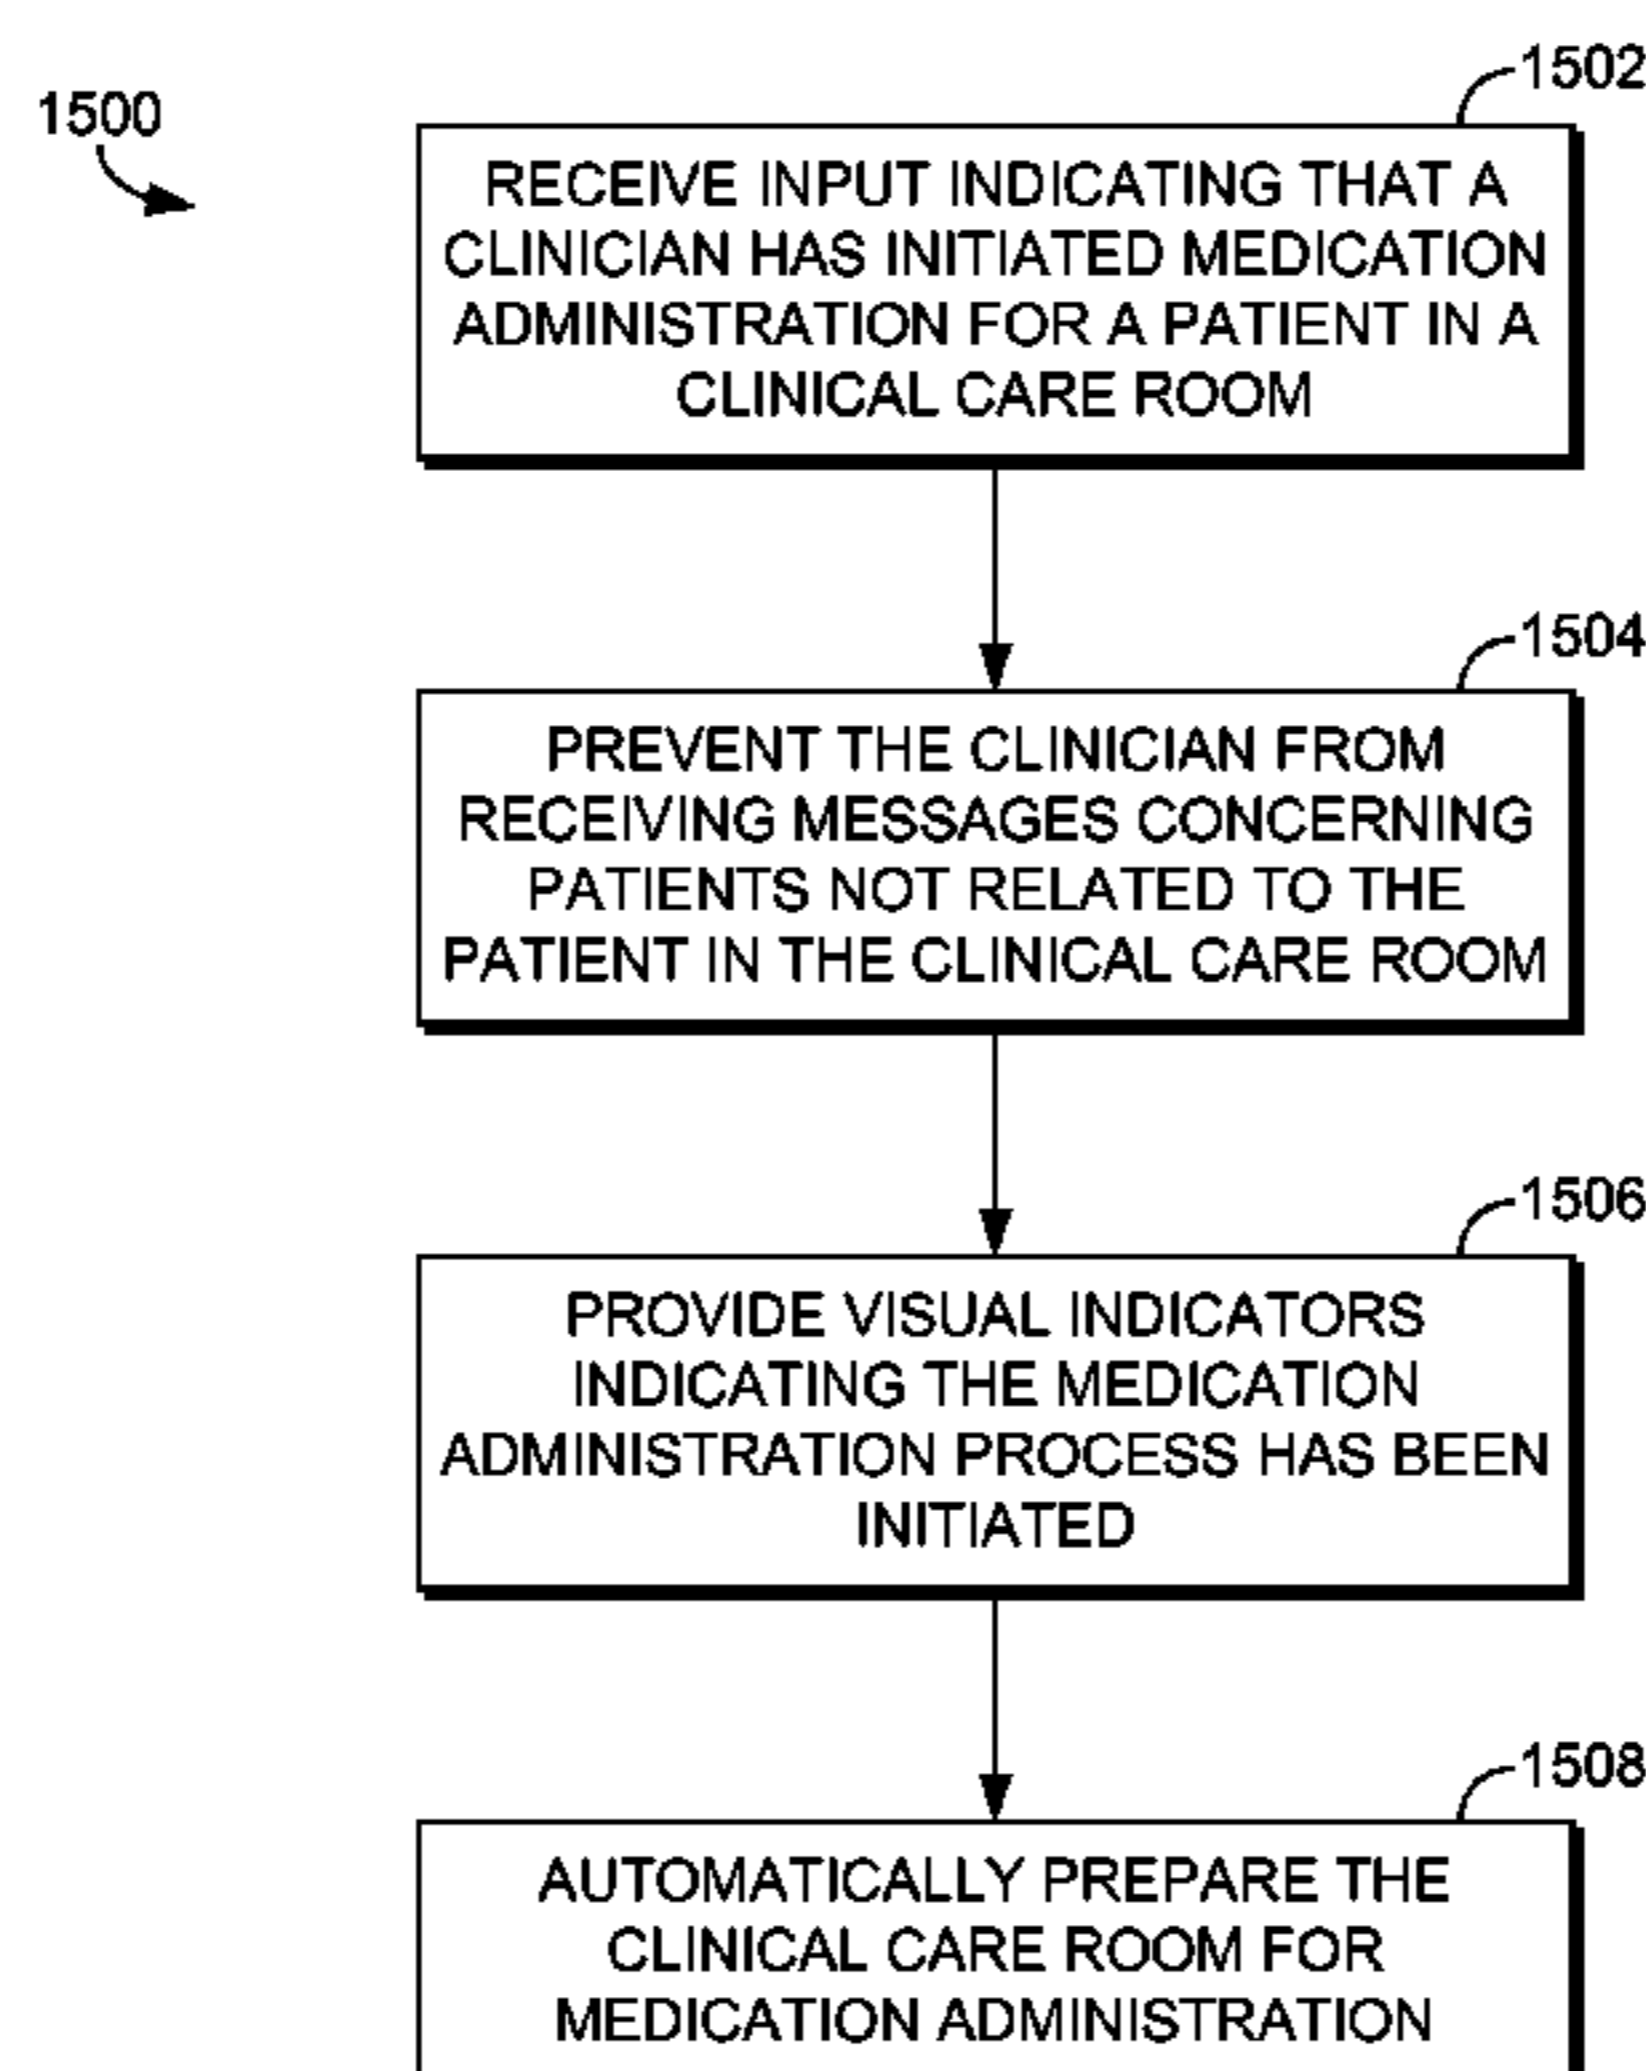 1500
1502
RECEIVE INPUT INDICATING THAT A
CLINICIAN HAS INITIATED MEDICATION
ADMINISTRATION FOR A PATIENT IN A
CLINICAL CARE ROOM
1504
PREVENT THE CLINICIAN FROM
RECEIVING MESSAGES CONCERNING
PATIENTS NOT RELATED TO THE
PATIENT IN THE CLINICAL CARE ROOM
1506
PROVIDE VISUAL INDICATORS
INDICATING THE MEDICATION
ADMINISTRATION PROCESS HAS BEEN
INITIATED
1508
AUTOMATICALLY PREPARE THE
CLINICAL CARE ROOM FOR
MEDICATION ADMINISTRATION